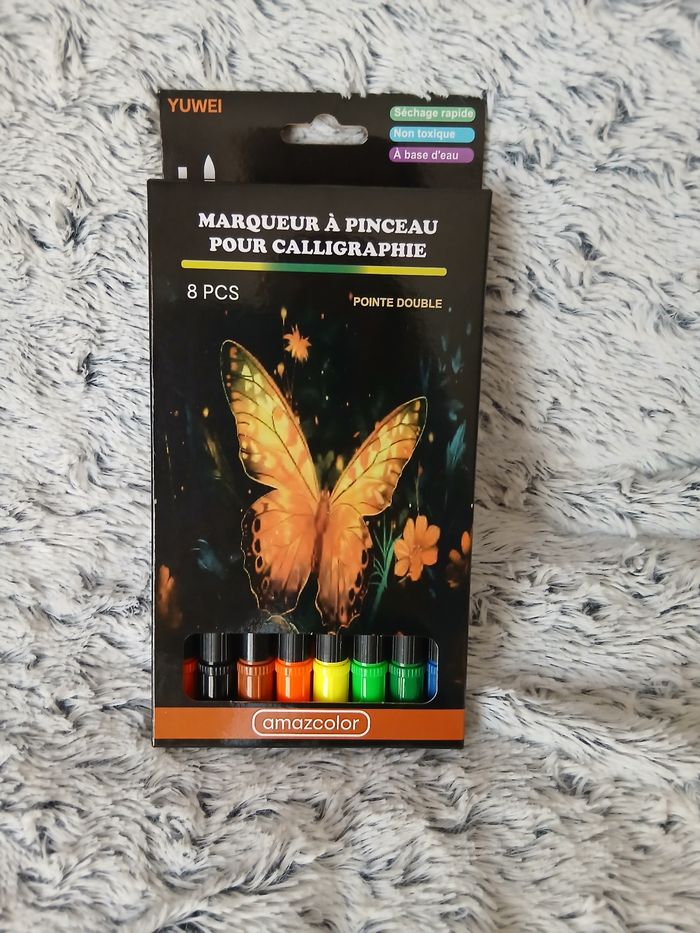 YUWEI
Séchage rapide
Non toxique
À base d'eau
MARQUEUR À PINCEAU
POUR CALLIGRAPHIE
8 PCS
POINTE DOUBLE
amazcolor